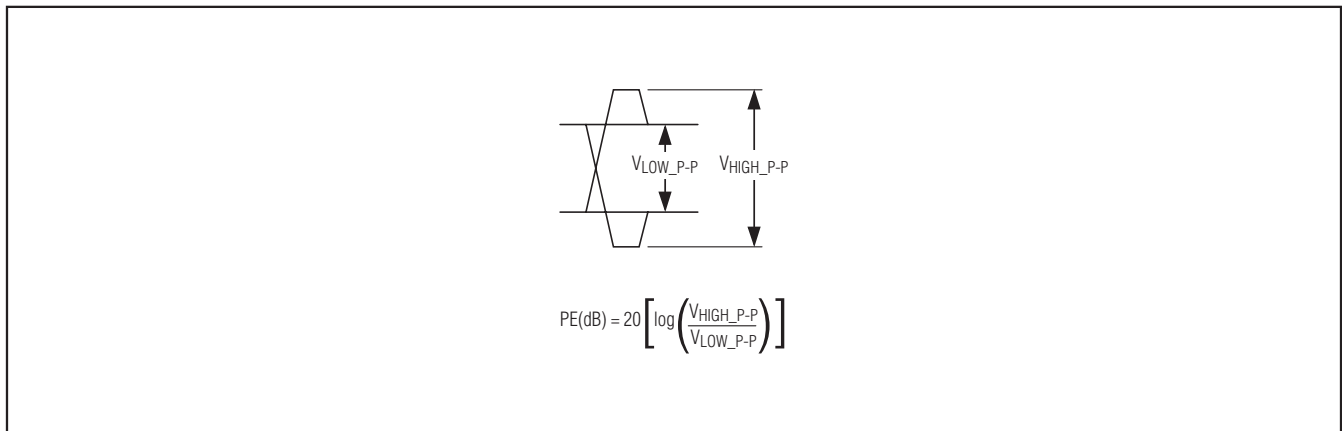 VLOW_P-P VHIGH_P-P
PE(dB) = 20 [log(VHIGH_P-P/VLOW_P-P)]